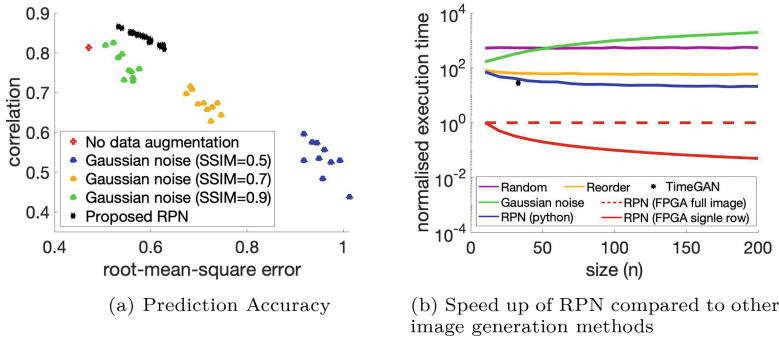 0.9
0.8
0.7
0.6
0.5
0.4
correlation
No data augmentation
Gaussian noise (SSIM=0.5)
Gaussian noise (SSIM=0.7)
Gaussian noise (SSIM=0.9)
Proposed RPN
0.4 0.6 0.8 1
root-mean-square error
(a) Prediction Accuracy
10^4
10^2
10^0
10^-2
10^-4
normalised execution time
Random
Reorder
TimeGAN
Gaussian noise
RPN (FPGA full image)
RPN (python)
RPN (FPGA signle row)
0 50 100 150 200
size (n)
(b) Speed up of RPN compared to other
image generation methods